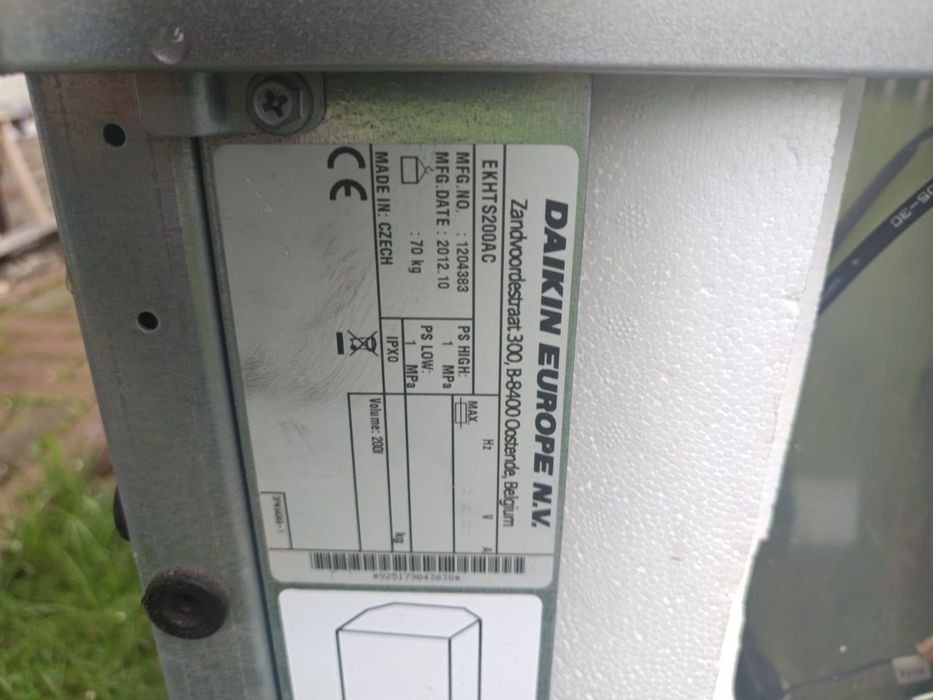 DAIKIN EUROPE N.V.
Zandvoordestraat 300, B-8400 Oostende, Belgium
EKHTS200AC
Hz V A
MFG.NO. : 1204383
PS HIGH:
1 MPa
MAX.
MFG.DATE : 2012.10
: 70 kg
PS LOW:
1 MPa
MADE IN: CZECH
IPX0
kg
Volume: 200l
CE